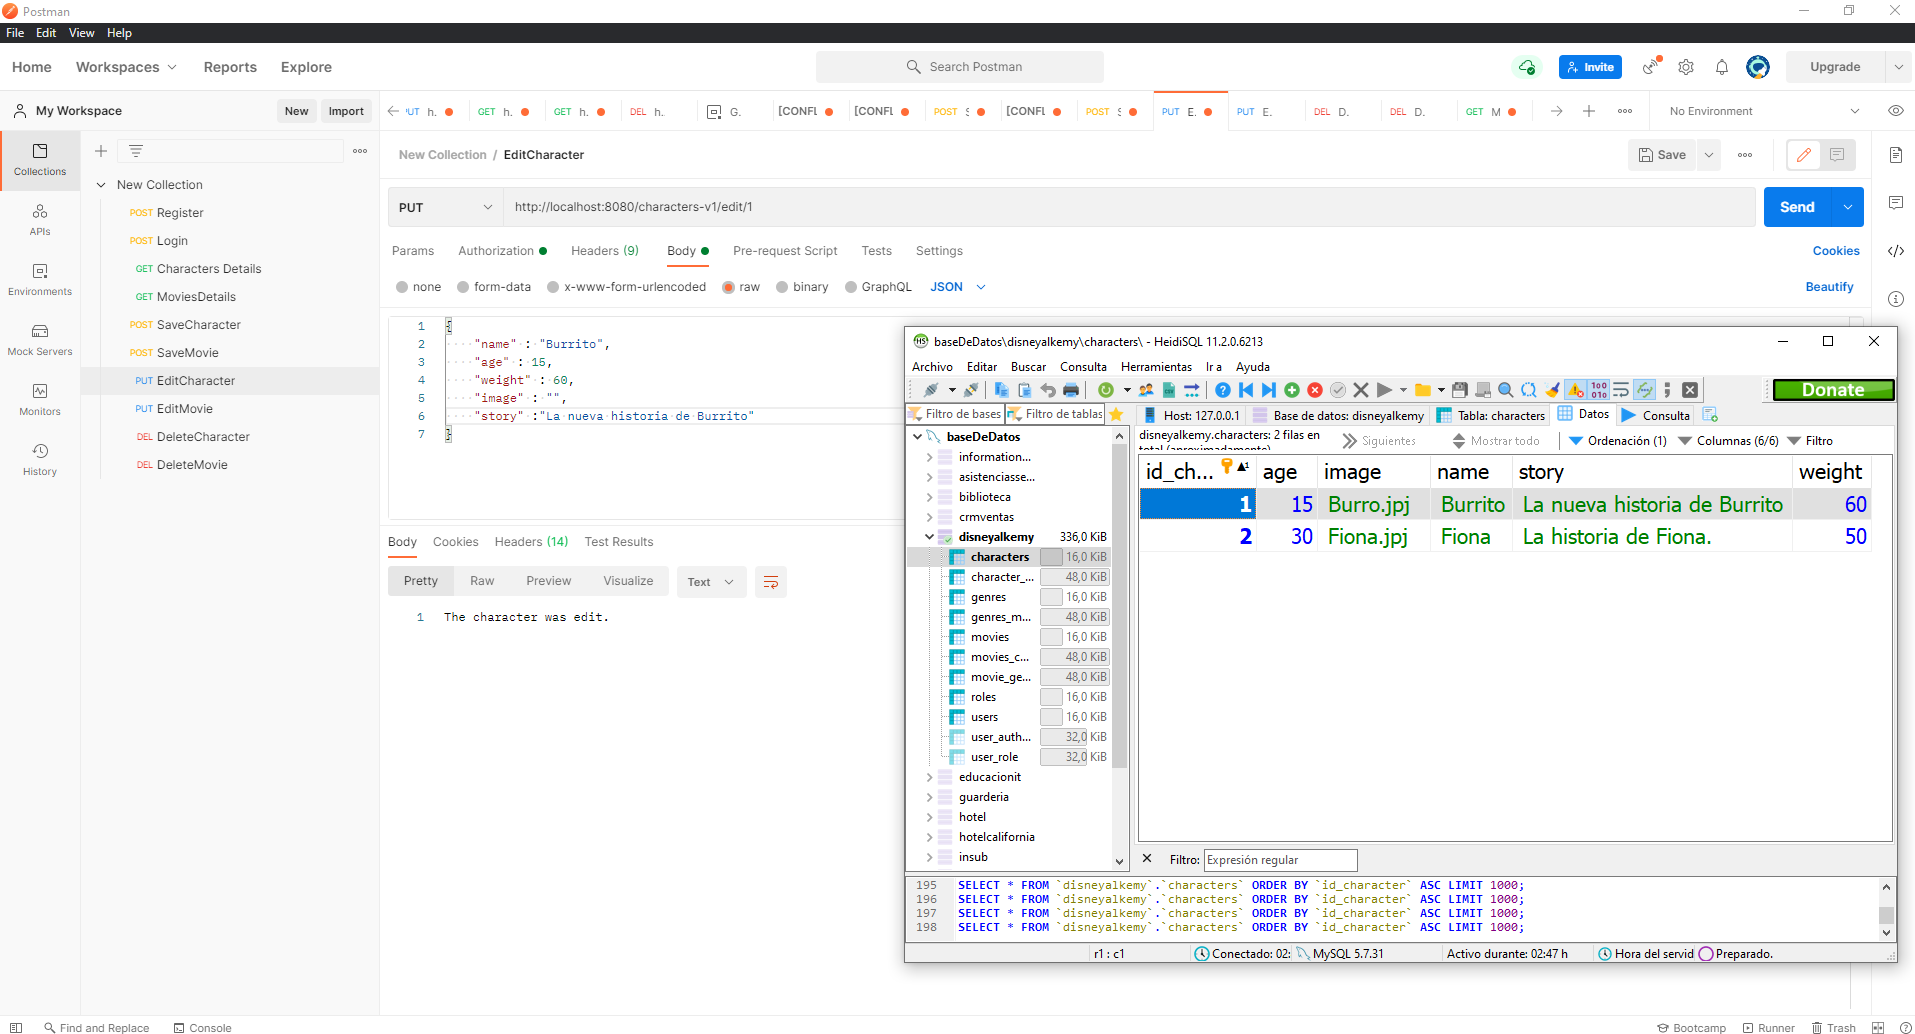 Postman
File Edit View Help
Home Workspaces Reports Explore
Search Postman
Invite
Upgrade
My Workspace
New Import
PUT h.
GET h.
GET h.
DEL h.
G.
[CONFL
[CONFL
POST S
[CONFL
POST S
PUT E.
PUT E.
DEL D.
DEL D.
GET M
No Environment
Collections
APIs
Environments
Mock Servers
Monitors
History
New Collection
POST Register
POST Login
GET Characters Details
GET MoviesDetails
POST SaveCharacter
POST SaveMovie
PUT EditCharacter
PUT EditMovie
DEL DeleteCharacter
DEL DeleteMovie
New Collection / EditCharacter
Save
PUT http://localhost:8080/characters-v1/edit/1
Send
Params Authorization Headers (9) Body Pre-request Script Tests Settings
Cookies
none form-data x-www-form-urlencoded raw binary GraphQL JSON
Beautify
1 {
2 "name" : "Burrito",
3 "age" : 15,
4 "weight" : 60,
5 "image" : "",
6 "story" :"La nueva historia de Burrito"
7 }
Body Cookies Headers (14) Test Results
Pretty Raw Preview Visualize Text
1 The character was edit.
HS baseDeDatos\disneyalkemy\characters\ - HeidiSQL 11.2.0.6213
Archivo Editar Buscar Consulta Herramientas Ir a Ayuda
Donate
Filtro de bases Filtro de tablas
Host: 127.0.0.1 Base de datos: disneyalkemy Tabla: characters Datos Consulta
disneyalkemy.characters: 2 filas en total (aproximadamente)
Siguientes Mostrar todo Ordenación (1) Columnas (6/6) Filtro
baseDeDatos
information...
asistenciasse...
biblioteca
crmventas
disneyalkemy 336,0 KiB
characters 16,0 KiB
character_... 48,0 KiB
genres 16,0 KiB
genres_m... 48,0 KiB
movies 16,0 KiB
movies_c... 48,0 KiB
movie_ge... 48,0 KiB
roles 16,0 KiB
users 16,0 KiB
user_auth... 32,0 KiB
user_role 32,0 KiB
educacionit
guarderia
hotel
hotelcalifornia
insub
id_ch... age image name story weight
1 15 Burro.jpj Burrito La nueva historia de Burrito 60
2 30 Fiona.jpj Fiona La historia de Fiona. 50
Filtro: Expresión regular
195 SELECT * FROM `disneyalkemy`.`characters` ORDER BY `id_character` ASC LIMIT 1000;
196 SELECT * FROM `disneyalkemy`.`characters` ORDER BY `id_character` ASC LIMIT 1000;
197 SELECT * FROM `disneyalkemy`.`characters` ORDER BY `id_character` ASC LIMIT 1000;
198 SELECT * FROM `disneyalkemy`.`characters` ORDER BY `id_character` ASC LIMIT 1000;
r1 : c1 Conectado: 02: MySQL 5.7.31 Activo durante: 02:47 h Hora del servid Preparado.
Find and Replace Console
Bootcamp Runner Trash